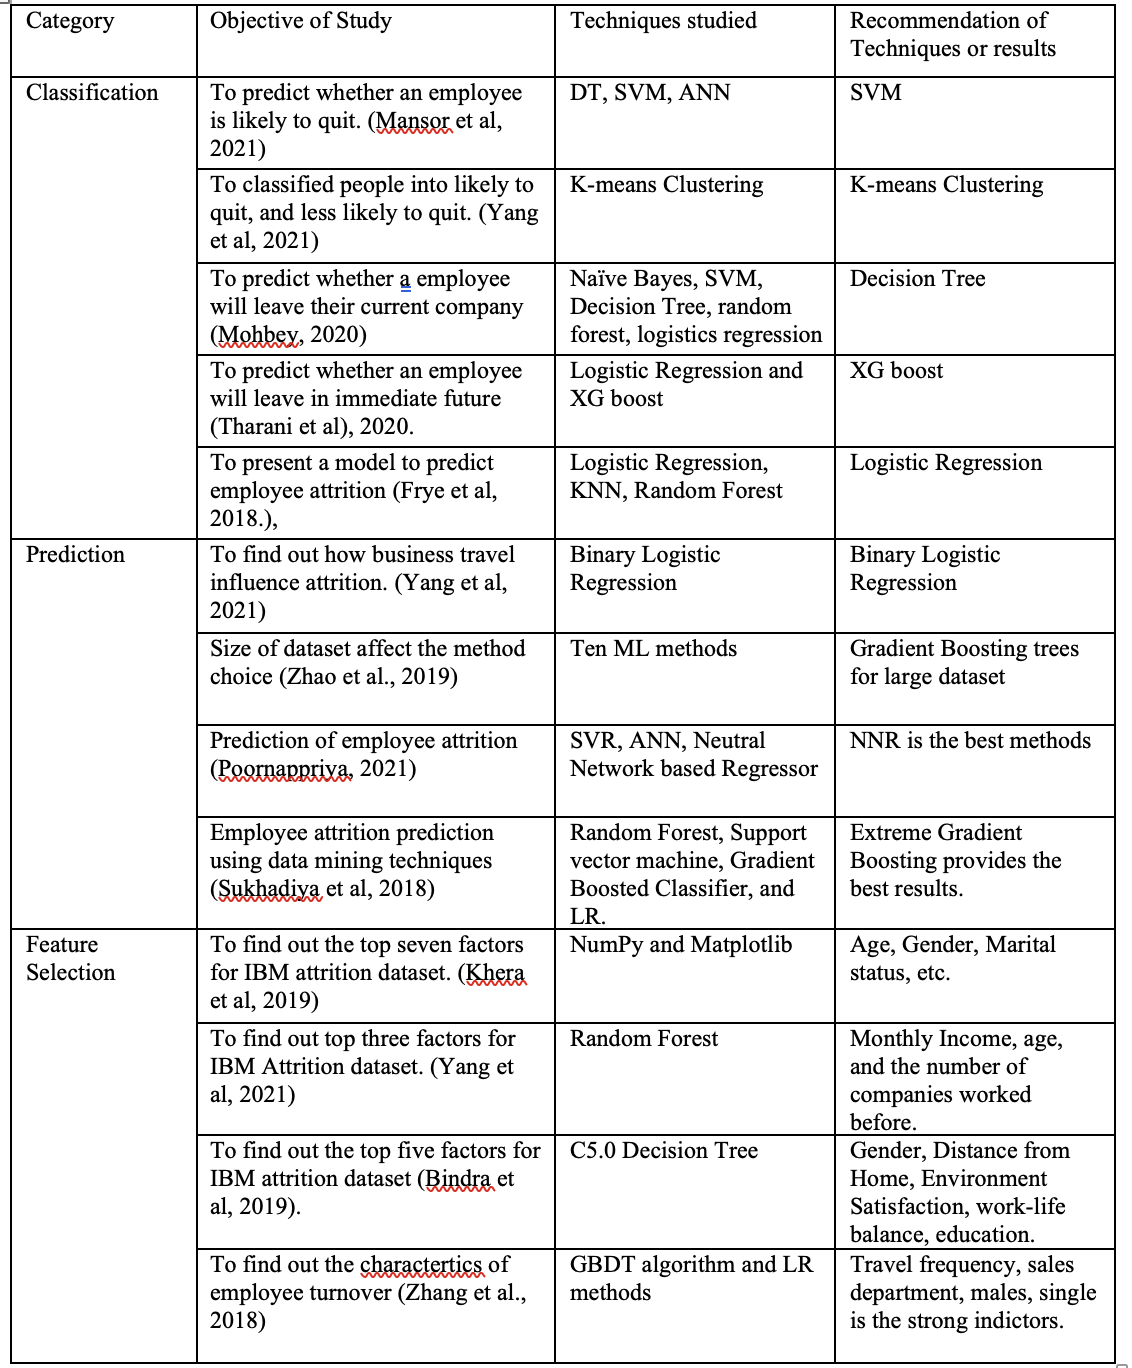 Category
Objective of Study
Techniques studied
Recommendation of
Techniques or results
Classification
To predict whether an employee
is likely to quit. (Mansor et al,
2021)
DT, SVM, ANN
SVM
To classified people into likely to
quit, and less likely to quit. (Yang
et al, 2021)
K-means Clustering
K-means Clustering
To predict whether a employee
will leave their current company
(Mohbey, 2020)
Naïve Bayes, SVM,
Decision Tree, random
forest, logistics regression
Decision Tree
To predict whether an employee
will leave in immediate future
(Tharani et al), 2020.
Logistic Regression and
XG boost
XG boost
To present a model to predict
employee attrition (Frye et al,
2018.),
Logistic Regression,
KNN, Random Forest
Logistic Regression
Prediction
To find out how business travel
influence attrition. (Yang et al,
2021)
Binary Logistic
Regression
Binary Logistic
Regression
Size of dataset affect the method
choice (Zhao et al., 2019)
Ten ML methods
Gradient Boosting trees
for large dataset
Prediction of employee attrition
(Poornappriya, 2021)
SVR, ANN, Neutral
Network based Regressor
NNR is the best methods
Employee attrition prediction
using data mining techniques
(Sukhadiya et al, 2018)
Random Forest, Support
vector machine, Gradient
Boosted Classifier, and
LR.
Extreme Gradient
Boosting provides the
best results.
Feature
Selection
To find out the top seven factors
for IBM attrition dataset. (Khera
et al, 2019)
NumPy and Matplotlib
Age, Gender, Marital
status, etc.
To find out top three factors for
IBM Attrition dataset. (Yang et
al, 2021)
Random Forest
Monthly Income, age,
and the number of
companies worked
before.
To find out the top five factors for
IBM attrition dataset (Bindra et
al, 2019).
C5.0 Decision Tree
Gender, Distance from
Home, Environment
Satisfaction, work-life
balance, education.
To find out the charactertics of
employee turnover (Zhang et al.,
2018)
GBDT algorithm and LR
methods
Travel frequency, sales
department, males, single
is the strong indictors.